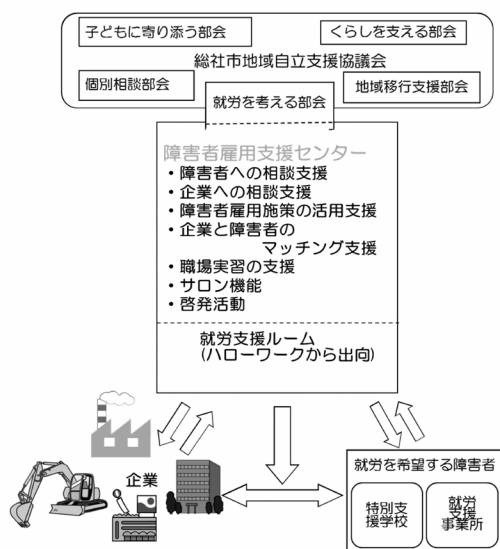 子どもに寄り添う部会
くらしを支える部会
総社市地域自立支援協議会
個別相談部会
地域移行支援部会
就労を考える部会
障害者雇用支援センター
・障害者への相談支援
・企業への相談支援
・障害者雇用施策の活用支援
・企業と障害者の
マッチング支援
・職場実習の支援
・サロン機能
・啓発活動
就労支援ルーム
(ハローワークから出向)
企業
就労を希望する障害者
特別支
援学校
就労
支援
事業所